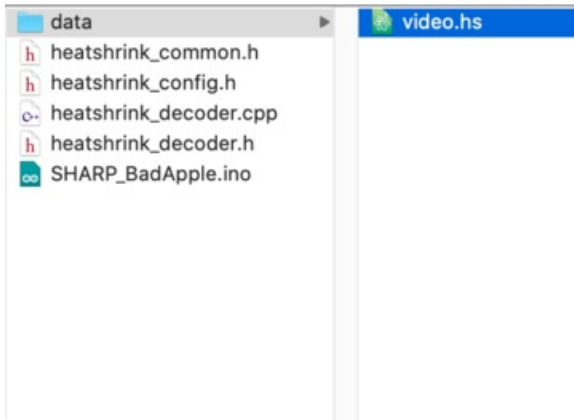 data
heatshrink_common.h
heatshrink_config.h
heatshrink_decoder.cpp
heatshrink_decoder.h
SHARP_BadApple.ino
video.hs